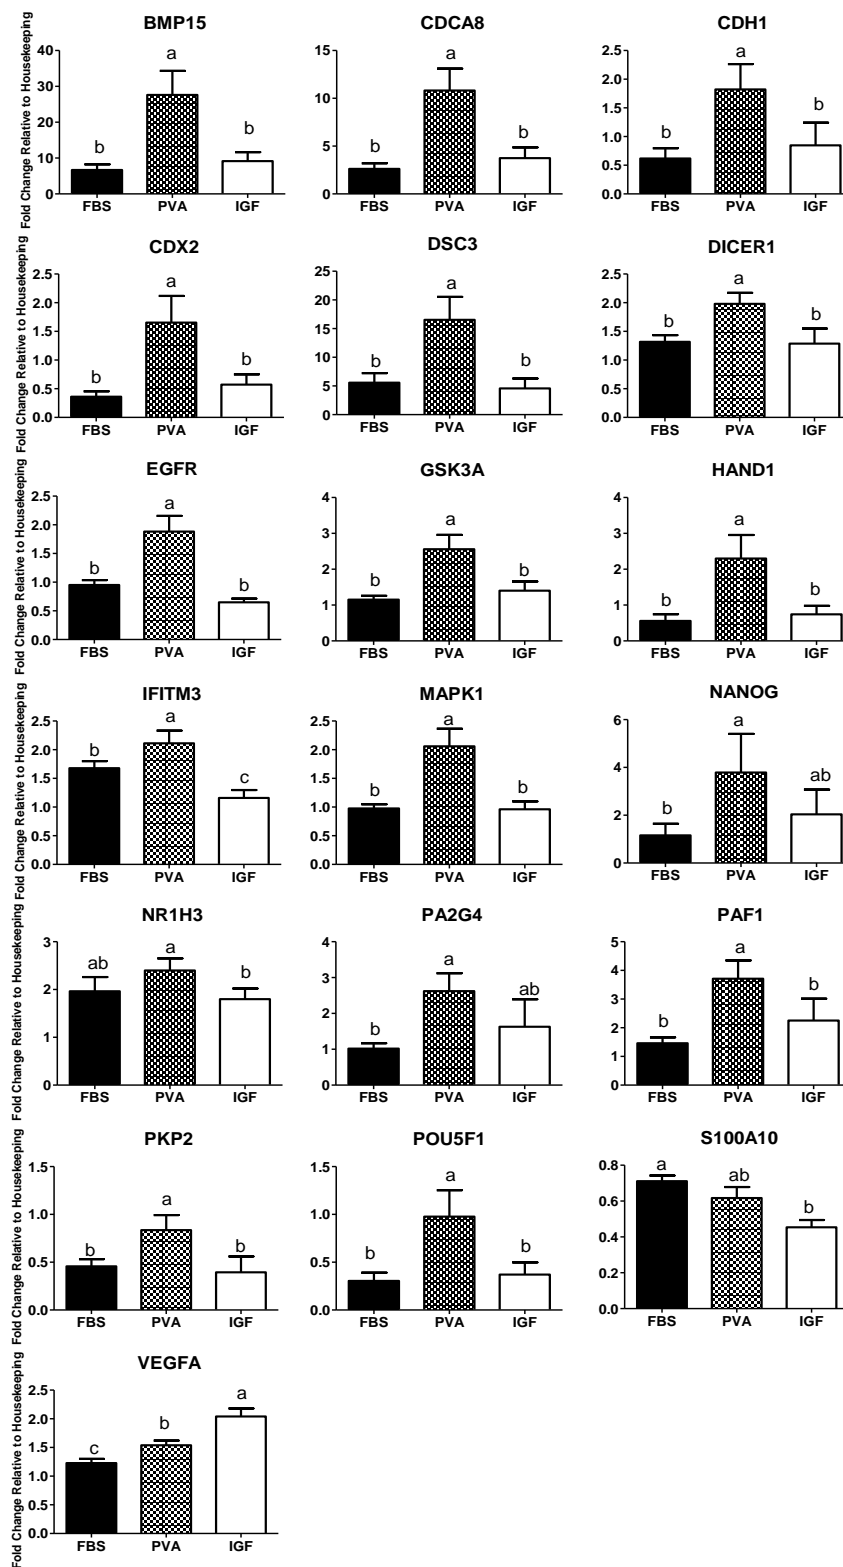 Fold Change Relative to Housekeeping
BMP15
40
30
20
10
0
a
b
b
FBS PVA IGF
CDCA8
15
10
5
0
a
b
b
FBS PVA IGF
CDH1
2.5
2.0
1.5
1.0
0.5
0.0
a
b
b
FBS PVA IGF
Fold Change Relative to Housekeeping
CDX2
2.5
2.0
1.5
1.0
0.5
0.0
a
b
b
FBS PVA IGF
DSC3
25
20
15
10
5
0
a
b
b
FBS PVA IGF
DICER1
2.5
2.0
1.5
1.0
0.5
0.0
a
b
b
FBS PVA IGF
Fold Change Relative to Housekeeping
EGFR
2.5
2.0
1.5
1.0
0.5
0.0
a
b
b
FBS PVA IGF
GSK3A
4
3
2
1
0
a
b
b
FBS PVA IGF
HAND1
4
3
2
1
0
a
b
b
FBS PVA IGF
Fold Change Relative to Housekeeping
IFITM3
2.5
2.0
1.5
1.0
0.5
0.0
b
a
c
FBS PVA IGF
MAPK1
2.5
2.0
1.5
1.0
0.5
0.0
a
b
b
FBS PVA IGF
NANOG
6
4
2
0
a
b
ab
FBS PVA IGF
Fold Change Relative to Housekeeping
NR1H3
3
2
1
0
ab
a
b
FBS PVA IGF
PA2G4
4
3
2
1
0
b
a
ab
FBS PVA IGF
PAF1
5
4
3
2
1
0
a
b
b
FBS PVA IGF
Fold Change Relative to Housekeeping
PKP2
1.5
1.0
0.5
0.0
a
b
b
FBS PVA IGF
POU5F1
1.5
1.0
0.5
0.0
a
b
b
FBS PVA IGF
S100A10
0.8
0.6
0.4
0.2
0.0
a
ab
b
FBS PVA IGF
Fold Change Relative to Housekeeping
VEGFA
2.5
2.0
1.5
1.0
0.5
0.0
c
b
a
FBS PVA IGF